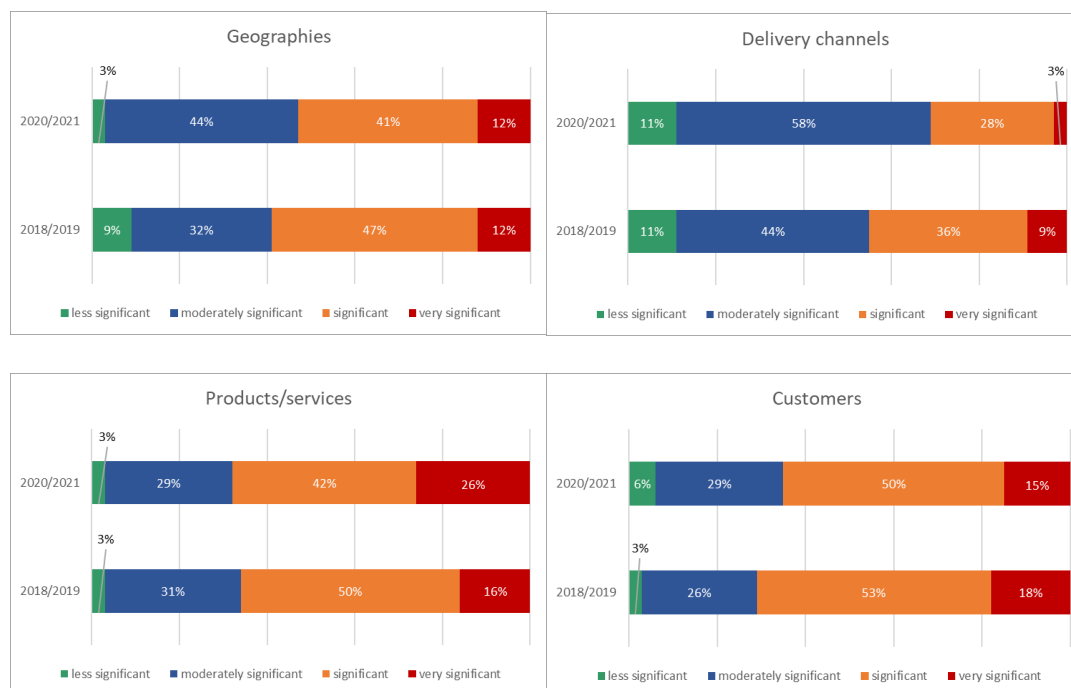 Geographies
3%
2020/2021 44% 41% 12%
2018/2019 9% 32% 47% 12%
less significant moderately significant significant very significant
Delivery channels
3%
2020/2021 11% 58% 28%
2018/2019 11% 44% 36% 9%
less significant moderately significant significant very significant
Products/services
3%
2020/2021 29% 42% 26%
3%
2018/2019 31% 50% 16%
less significant moderately significant significant very significant
Customers
2020/2021 6% 29% 50% 15%
3%
2018/2019 26% 53% 18%
less significant moderately significant significant very significant